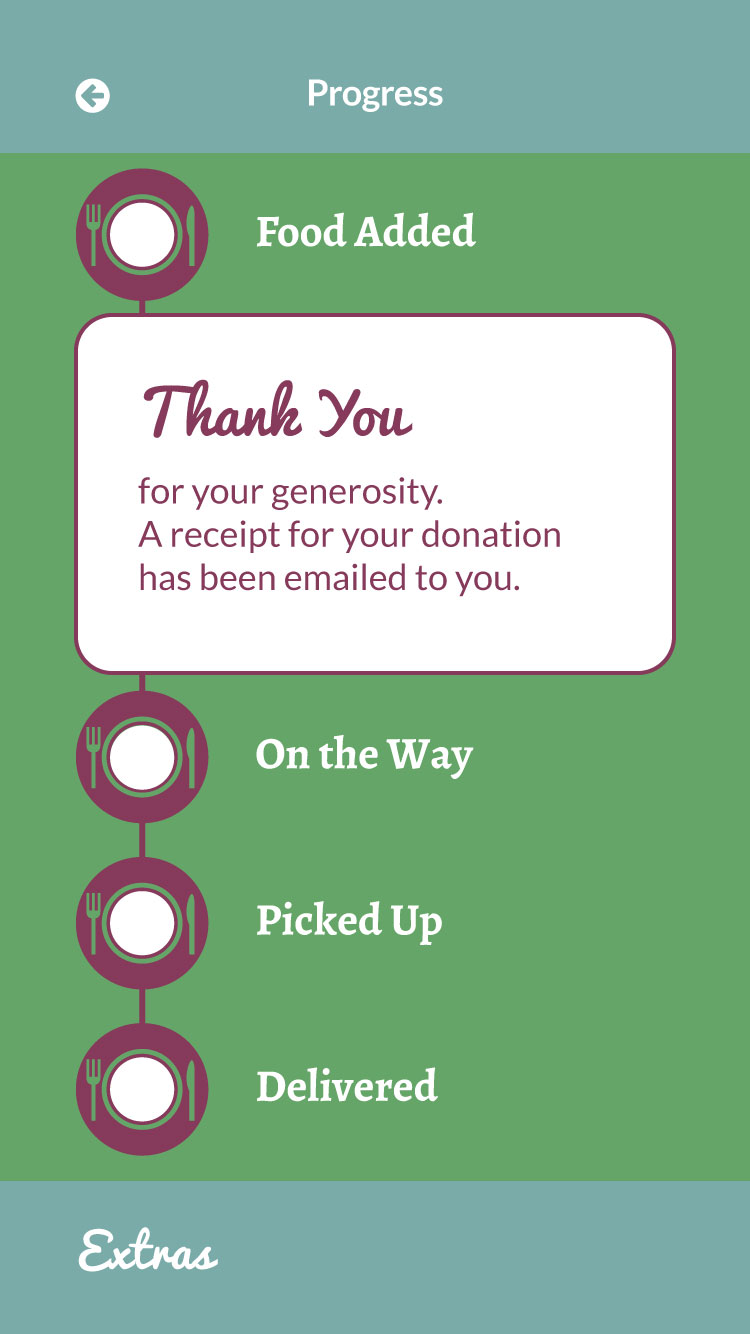 Progress
Food Added
Thank You
for your generosity.
A receipt for your donation
has been emailed to you.
On the Way
Picked Up
Delivered
Extras